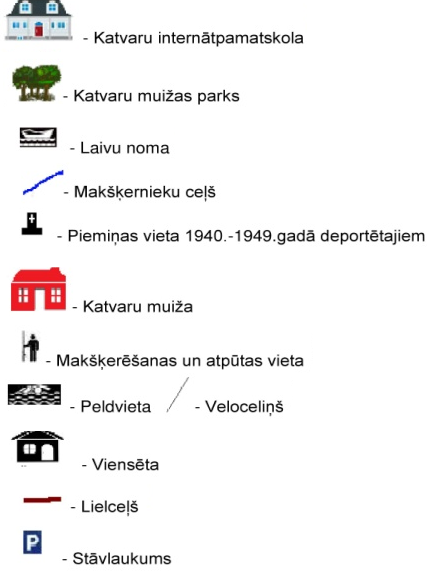 - Katvaru internātpamatskola
- Katvaru muižas parks
- Laivu noma
- Makšķernieku ceļš
- Piemiņas vieta 1940.-1949.gadā deportētajiem
- Katvaru muiža
- Makšķerēšanas un atpūtas vieta
- Peldvieta - Veloceliņš
- Viensēta
- Lielceļš
P - Stāvlaukums